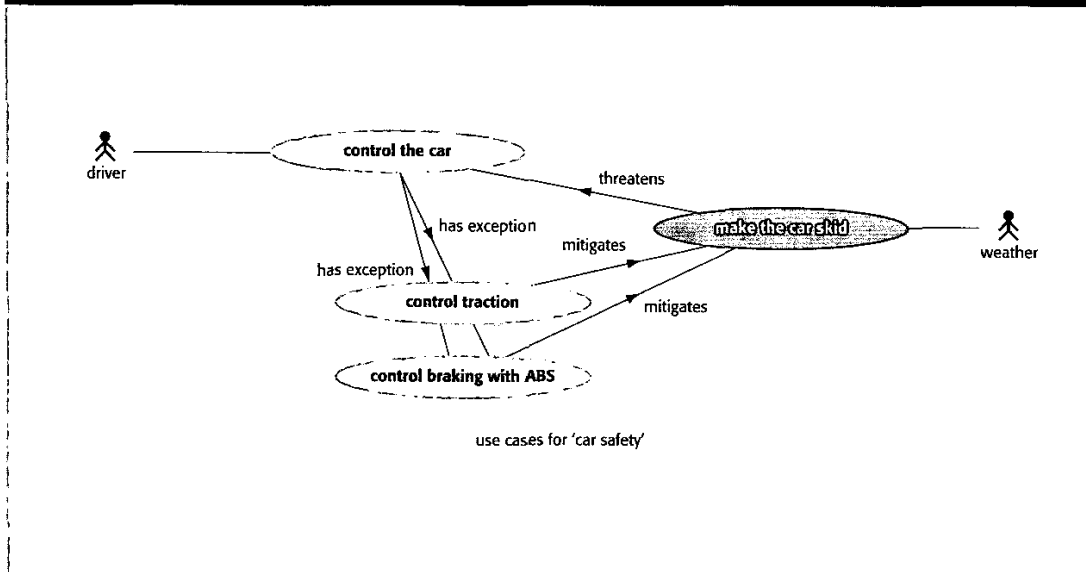 control the car
driver
threatens
make the car skid
has exception
mitigates
weather
has exception
control traction
mitigates
control braking with ABS
use cases for ‘car safety’